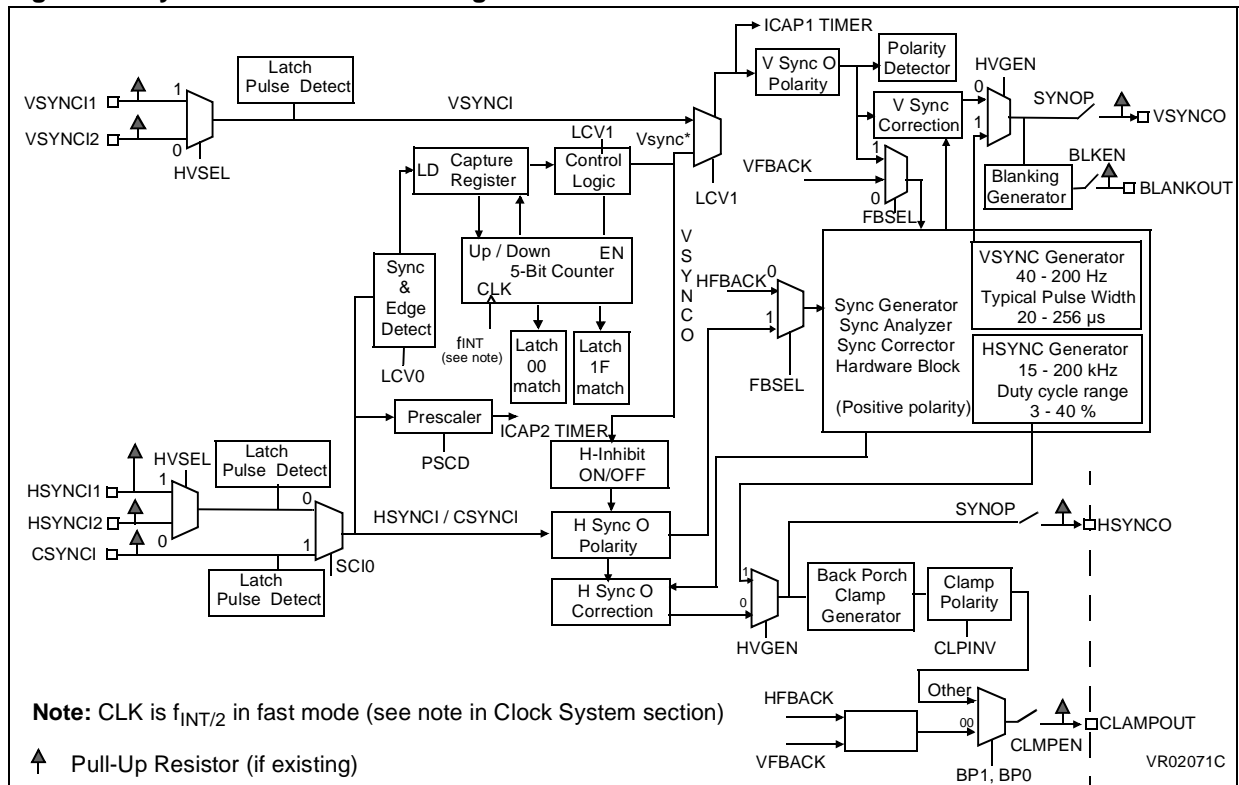 ICAP1 TIMER
Latch
Pulse Detect
V Sync O
Polarity
Polarity
Detector
HVGEN
VSYNCI1
1
VSYNCI2
0
HVSEL
VSYNCI
LCV1
Vsync*
LCV1
V Sync
Correction
0
1
SYNOP
VSYNCO
VFBACK
1
0
FBSEL
Blanking
Generator
BLKEN
BLANKOUT
LD
Capture
Register
Control
Logic
VSYNCO
Sync
&
Edge
Detect
LCV0
Up / Down
EN
5-Bit Counter
CLK
fINT
(see note)
Latch
00
match
Latch
1F
match
HFBACK
0
1
FBSEL
Sync Generator
Sync Analyzer
Sync Corrector
Hardware Block
(Positive polarity)
VSYNC Generator
40 - 200 Hz
Typical Pulse Width
20 - 256 µs
HSYNC Generator
15 - 200 kHz
Duty cycle range
3 - 40 %
Prescaler
PSCD
ICAP2 TIMER
H-Inhibit
ON/OFF
HVSEL
Latch
Pulse Detect
HSYNCI1
1
HSYNCI2
0
CSYNCI
0
1
SCI0
Latch
Pulse Detect
HSYNCI / CSYNCI
H Sync O
Polarity
H Sync O
Correction
SYNOP
HSYNCO
1
0
HVGEN
Back Porch
Clamp
Generator
Clamp
Polarity
CLPINV
HFBACK
VFBACK
Other
00
BP1, BP0
CLMPEN
CLAMPOUT
Note: CLK is fINT/2 in fast mode (see note in Clock System section)
Pull-Up Resistor (if existing)
VR02071C